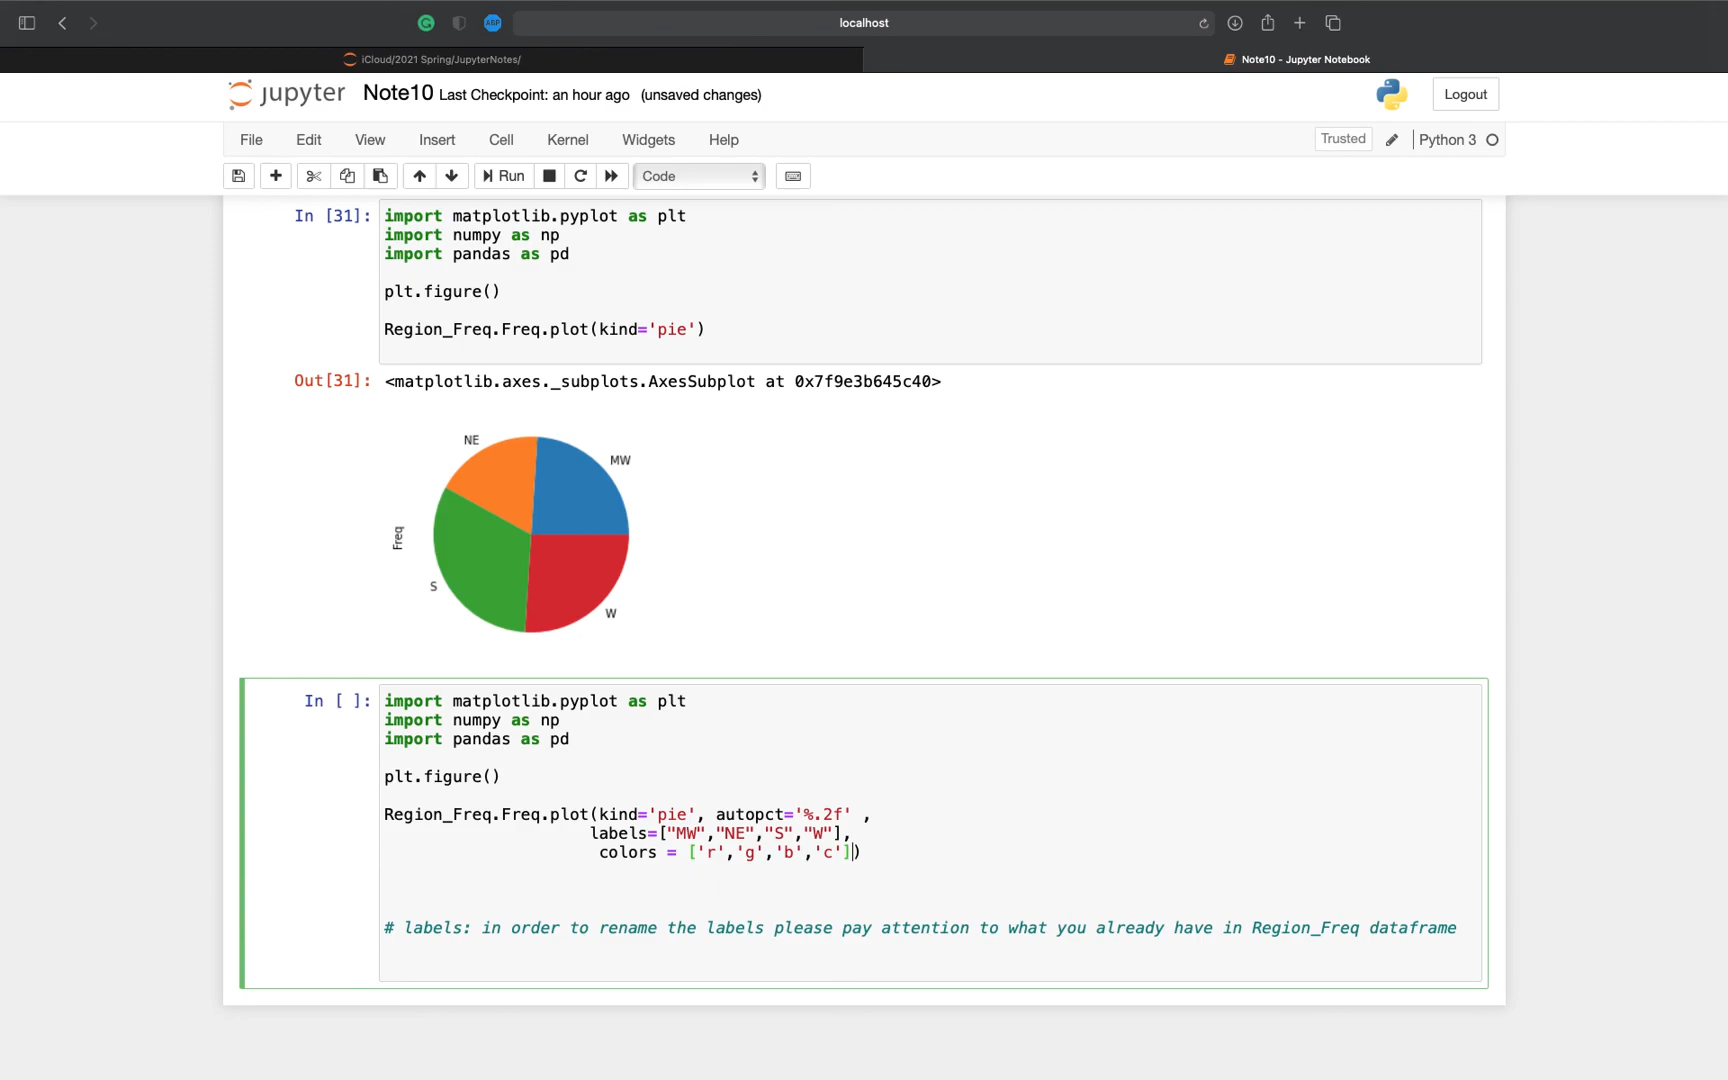 localhost
iCloud/2021 Spring/JupyterNotes/
Note10 - Jupyter Notebook
jupyter Note10 Last Checkpoint: an hour ago (unsaved changes)
Logout
File Edit View Insert Cell Kernel Widgets Help
Trusted Python 3
Run Code
In [31]: import matplotlib.pyplot as plt
import numpy as np
import pandas as pd
plt.figure()
Region_Freq.Freq.plot(kind='pie')
Out[31]: <matplotlib.axes._subplots.AxesSubplot at 0x7f9e3b645c40>
NE
MW
Freq
S
W
In [ ]: import matplotlib.pyplot as plt
import numpy as np
import pandas as pd
plt.figure()
Region_Freq.Freq.plot(kind='pie', autopct='%.2f' ,
labels=["MW","NE","S","W"],
colors = ['r','g','b','c'])
# labels: in order to rename the labels please pay attention to what you already have in Region_Freq dataframe